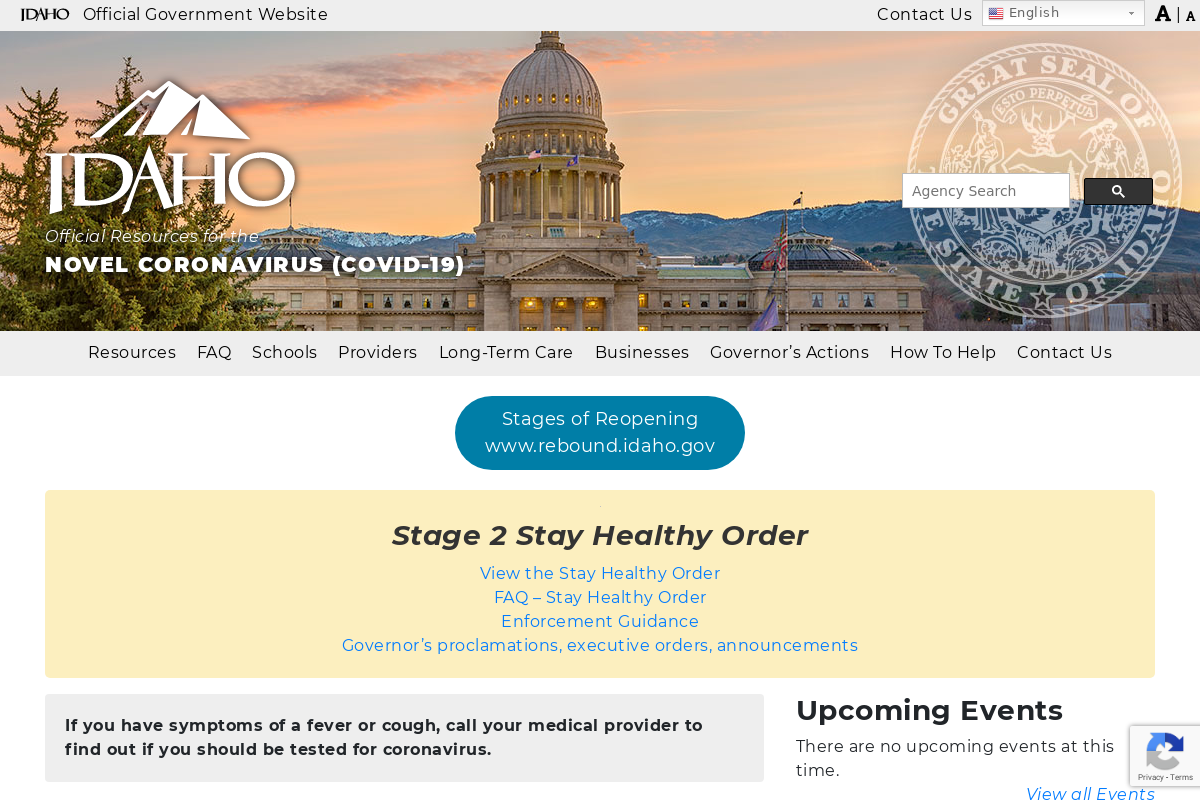 IDAHO Official Government Website
Contact Us
English
A | A
GREAT SEAL OF
ESTO PERPETUA
THE STATE OF IDAHO
IDAHO
Agency Search
Official Resources for the
NOVEL CORONAVIRUS (COVID-19)
Resources FAQ Schools Providers Long-Term Care Businesses Governor’s Actions How To Help Contact Us
Stages of Reopening
www.rebound.idaho.gov
Stage 2 Stay Healthy Order
View the Stay Healthy Order
FAQ – Stay Healthy Order
Enforcement Guidance
Governor’s proclamations, executive orders, announcements
If you have symptoms of a fever or cough, call your medical provider to
find out if you should be tested for coronavirus.
Upcoming Events
There are no upcoming events at this
time.
View all Events
Privacy - Terms